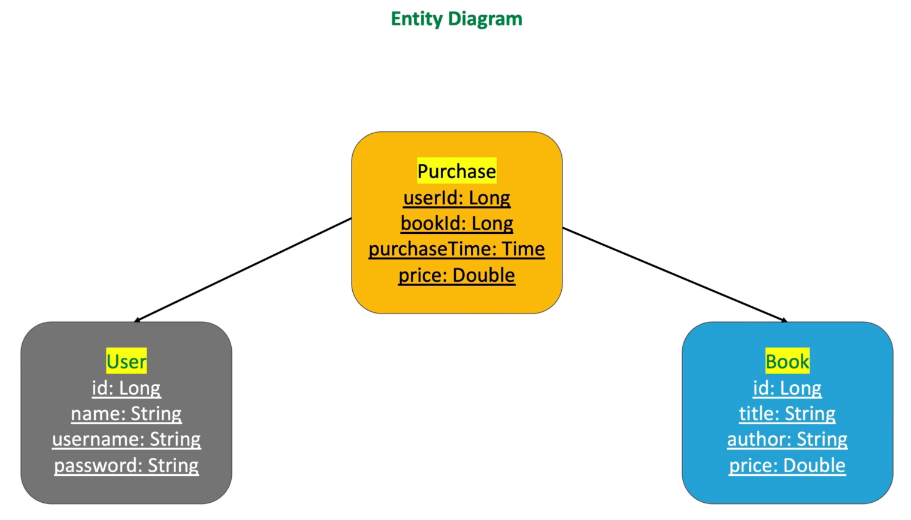 Entity Diagram
Purchase
userId: Long
bookId: Long
purchaseTime: Time
price: Double
User
id: Long
name: String
username: String
password: String
Book
id: Long
title: String
author: String
price: Double